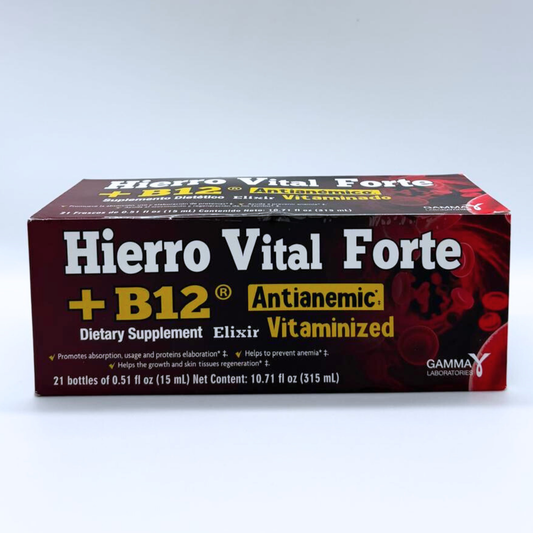 Hierro Vital Forte
+ B12® Antianémico‡
Suplemento Dietético Elixir Vitaminado
21 Frascos de 0.51 fl oz (15 mL) Contenido Neto: 10.71 fl oz (315 mL)
GAMMA
LABORATORIES
Hierro Vital Forte
+ B12® Antianemic‡
Dietary Supplement Elixir Vitaminized
✓ Promotes absorption, usage and proteins elaboration* ‡. ✓ Helps to prevent anemia* ‡.
✓ Helps the growth and skin tissues regeneration* ‡.
21 bottles of 0.51 fl oz (15 mL) Net Content: 10.71 fl oz (315 mL)
GAMMA
LABORATORIES